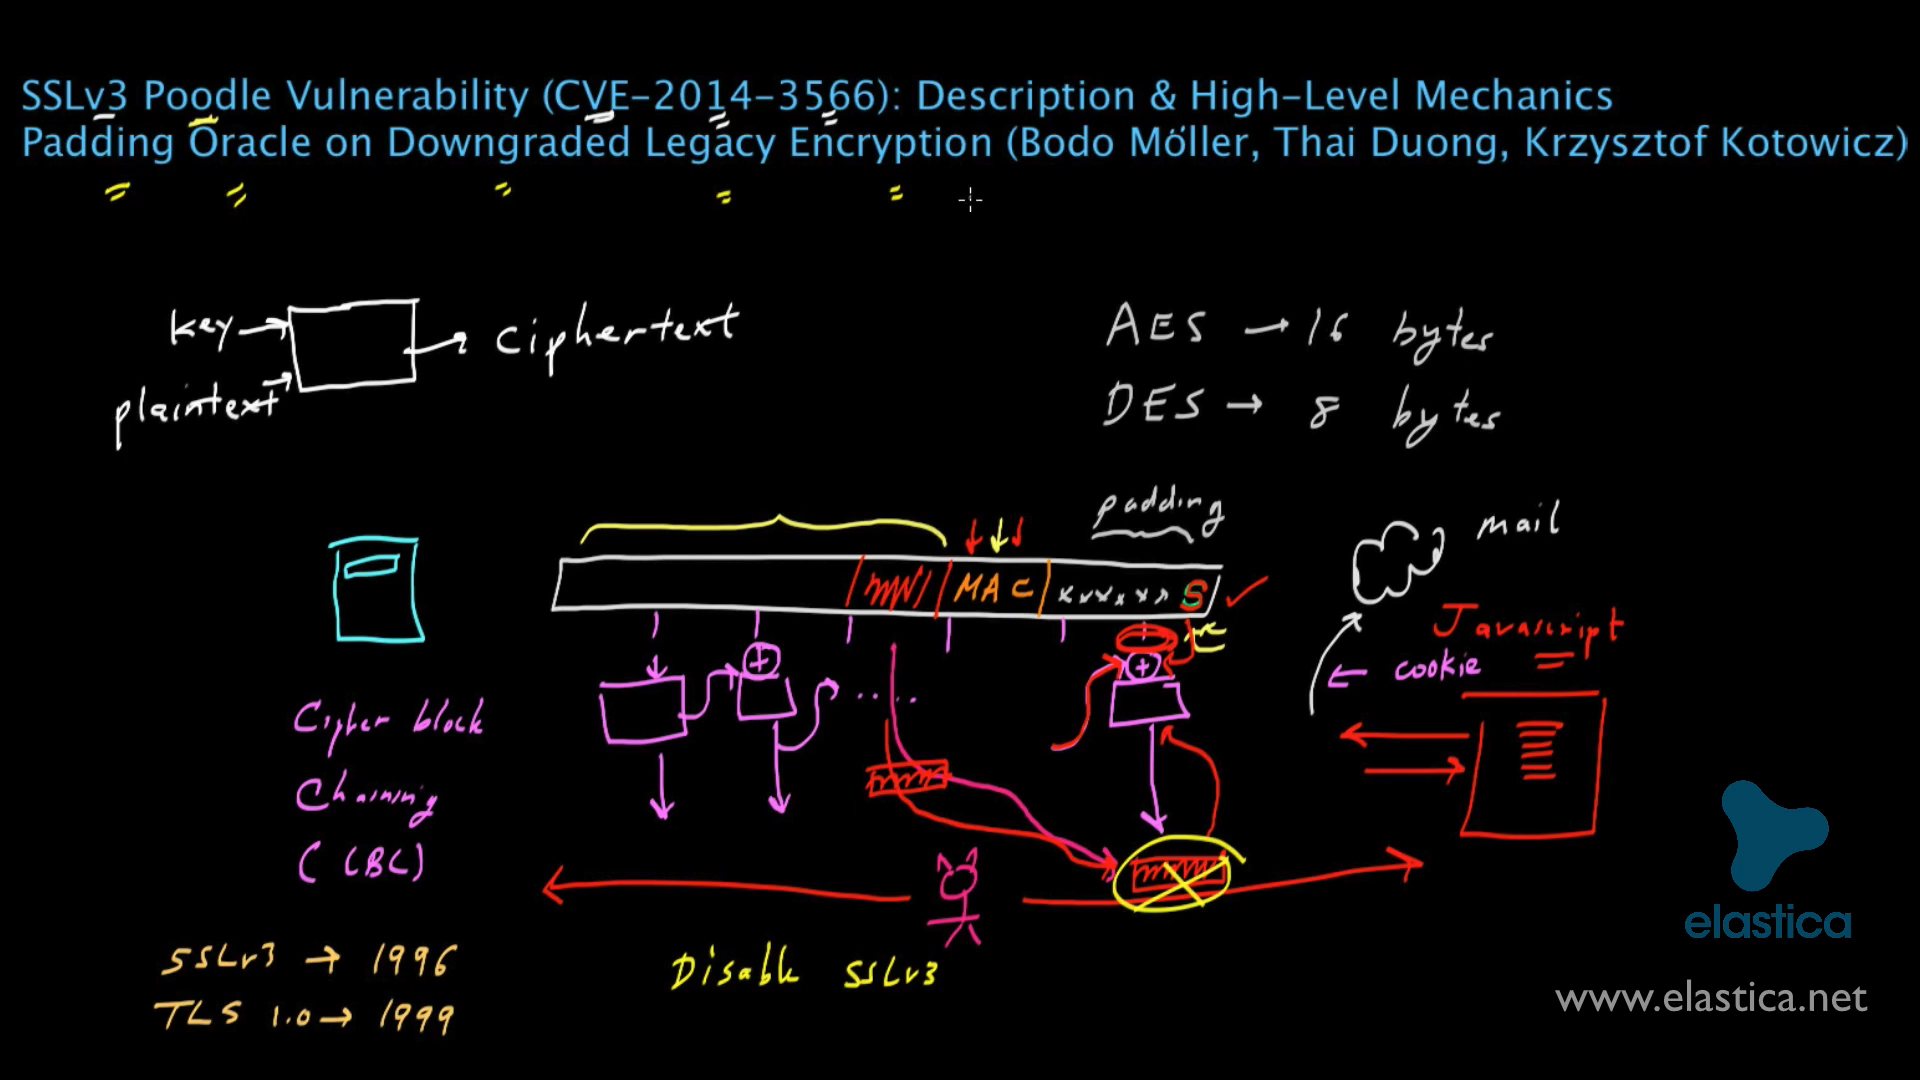 SSLv3 Poodle Vulnerability (CVE-2014-3566): Description & High-Level Mechanics
Padding Oracle on Downgraded Legacy Encryption (Bodo Möller, Thai Duong, Krzysztof Kotowicz)
key
plaintext
ciphertext
AES → 16 bytes
DES → 8 bytes
padding
mail
MAC
xxxxxx
Javascript
← cookie
Cipher block
Chaining
(CBC)
SSLv3 → 1996
TLS 1.0 → 1999
Disable SSLv3
elastica
www.elastica.net